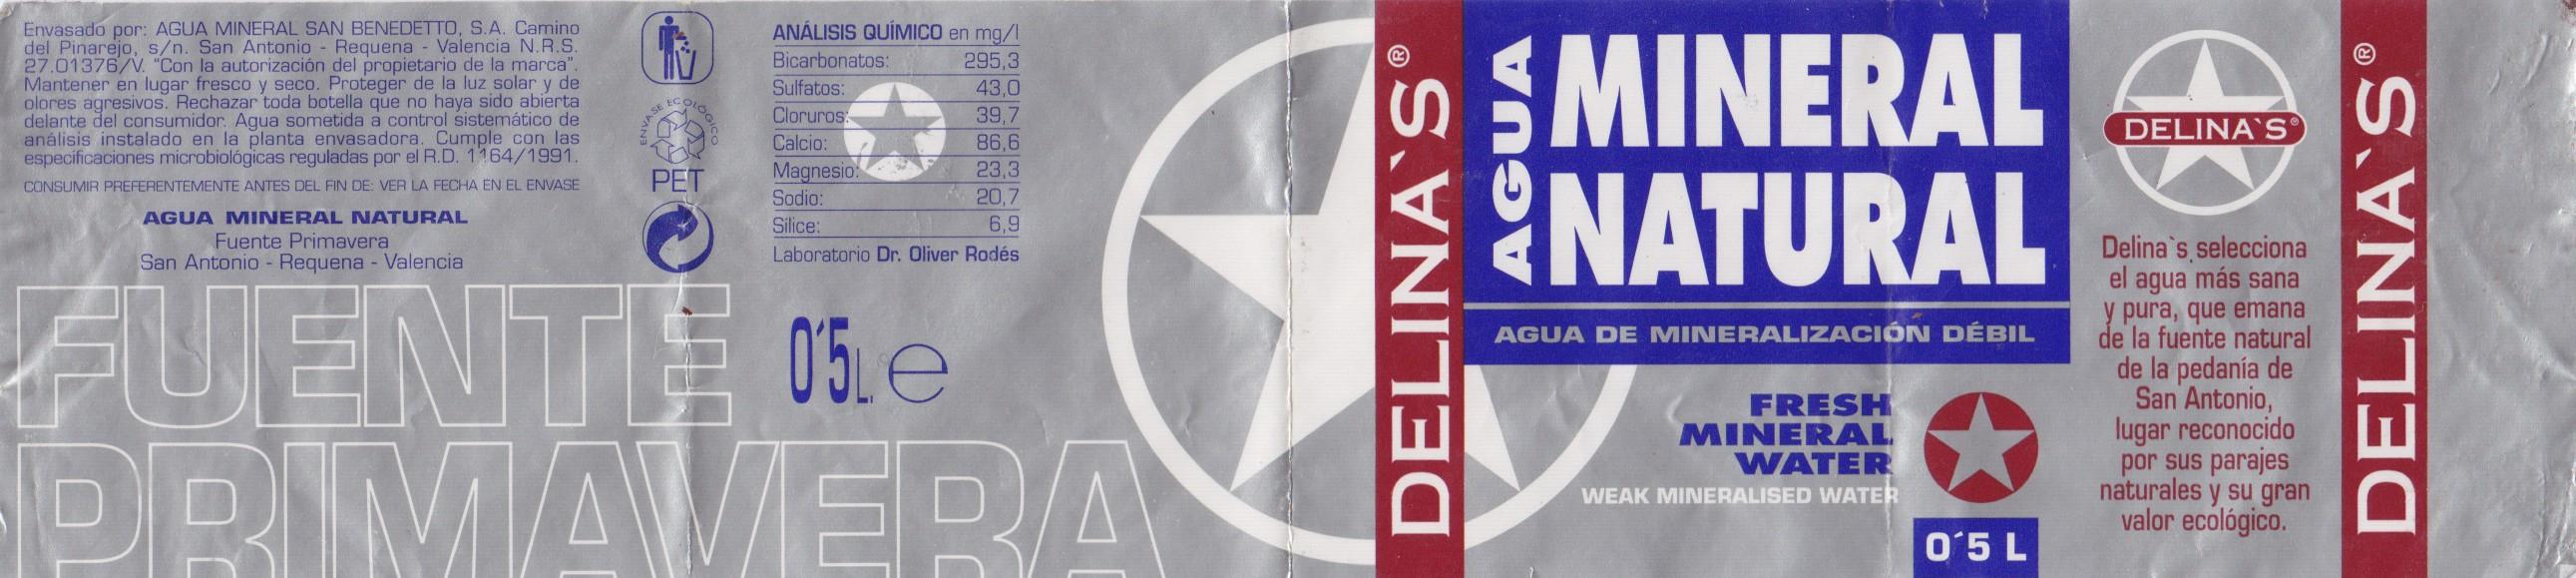 Envasado por: AGUA MINERAL SAN BENEDETTO, S.A. Camino
del Pinarejo, s/n. San Antonio - Requena - Valencia N.R.S.
27.01376/V. "Con la autorización del propietario de la marca".
Mantener en lugar fresco y seco. Proteger de la luz solar y de
olores agresivos. Rechazar toda botella que no haya sido abierta
delante del consumidor. Agua sometida a control sistemático de
análisis instalado en la planta envasadora. Cumple con las
especificaciones microbiológicas reguladas por el R.D. 1164/1991.
CONSUMIR PREFERENTEMENTE ANTES DEL FIN DE: VER LA FECHA EN EL ENVASE
AGUA MINERAL NATURAL
Fuente Primavera
San Antonio - Requena - Valencia
FUENTE
PRIMAVERA
ENVASE ECOLÓGICO
PET
ANÁLISIS QUÍMICO en mg/l
Bicarbonatos: 295,3
Sulfatos: 43,0
Cloruros: 39,7
Calcio: 86,6
Magnesio: 23,3
Sodio: 20,7
Silice: 6,9
Laboratorio Dr. Oliver Rodés
0´5 L. e
DELINA`S®
AGUA
MINERAL
NATURAL
AGUA DE MINERALIZACIÓN DÉBIL
FRESH
MINERAL
WATER
WEAK MINERALISED WATER
0´5 L
DELINA`S®
Delina`s selecciona
el agua más sana
y pura, que emana
de la fuente natural
de la pedanía de
San Antonio,
lugar reconocido
por sus parajes
naturales y su gran
valor ecológico.
DELINA`S®